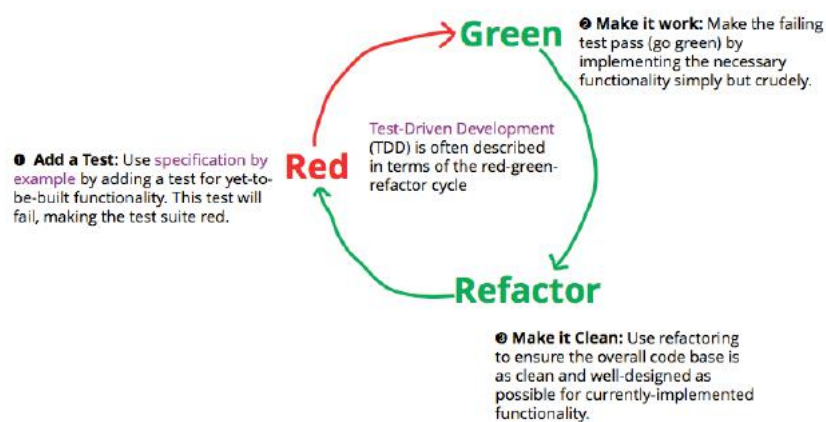 Green
❷ Make it work: Make the failing
test pass (go green) by
implementing the necessary
functionality simply but crudely.
Test-Driven Development
(TDD) is often described
in terms of the red-green-
refactor cycle
❶ Add a Test: Use specification by
example by adding a test for yet-to-
be-built functionality. This test will
fail, making the test suite red.
Red
Refactor
❸ Make it Clean: Use refactoring
to ensure the overall code base is
as clean and well-designed as
possible for currently-implemented
functionality.